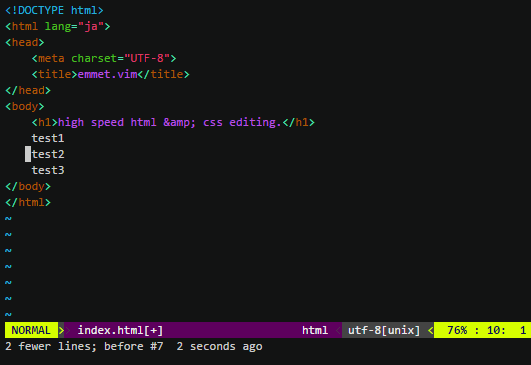 <!DOCTYPE html>
<html lang="ja">
<head>
    <meta charset="UTF-8">
    <title>emmet.vim</title>
</head>
<body>
    <h1>high speed html &amp; css editing.</h1>
    test1
    test2
    test3
</body>
</html>
~
~
~
~
~
~
~
NORMAL > index.html[+] html < utf-8[unix] < 76% : 10: 1
2 fewer lines; before #7  2 seconds ago